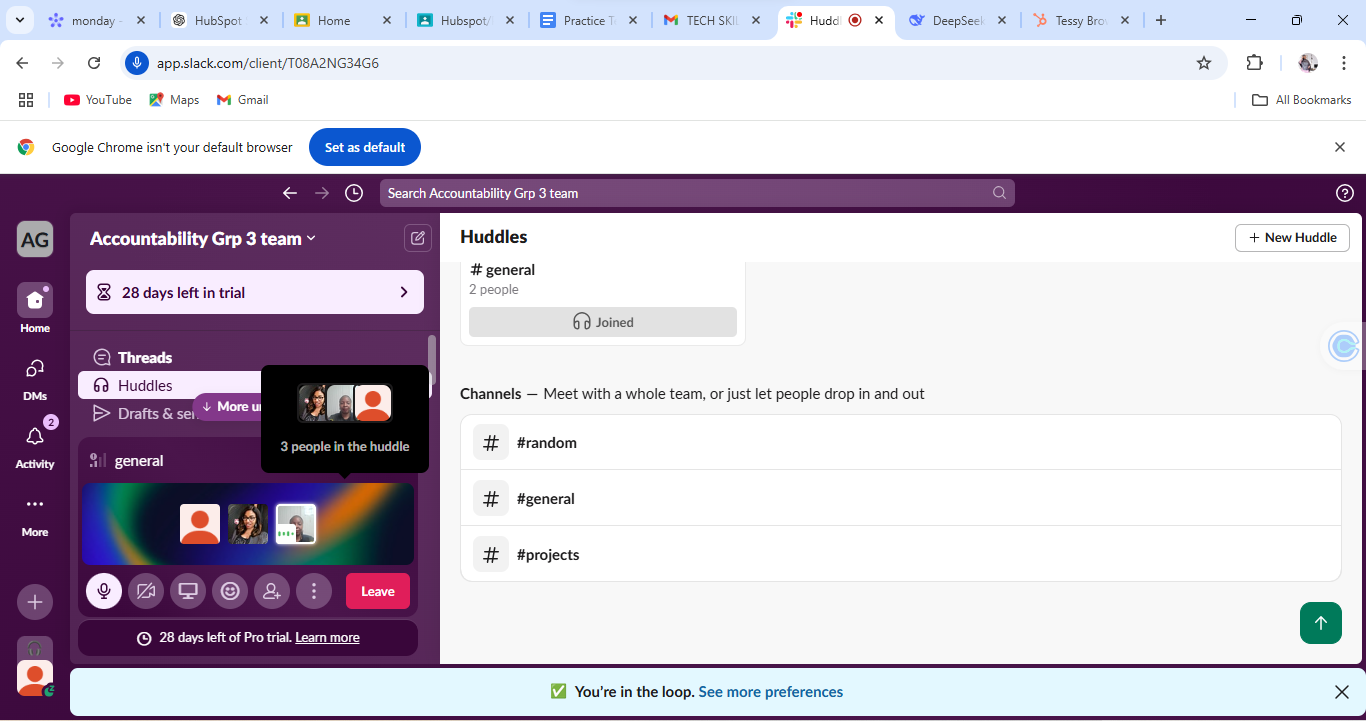 monday
HubSpot
Home
Hubspot/
Practice T
TECH SKIL
Huddl
DeepSeek
Tessy Bro
app.slack.com/client/T08A2NG34G6
YouTube
Maps
Gmail
All Bookmarks
Google Chrome isn't your default browser
Set as default
Search Accountability Grp 3 team
AG
Accountability Grp 3 team
28 days left in trial
Home
DMs
2
Activity
More
Threads
Huddles
Drafts & sen
More un
3 people in the huddle
general
Leave
28 days left of Pro trial. Learn more
Huddles
New Huddle
# general
2 people
Joined
Channels — Meet with a whole team, or just let people drop in and out
# #random
# #general
# #projects
You're in the loop. See more preferences